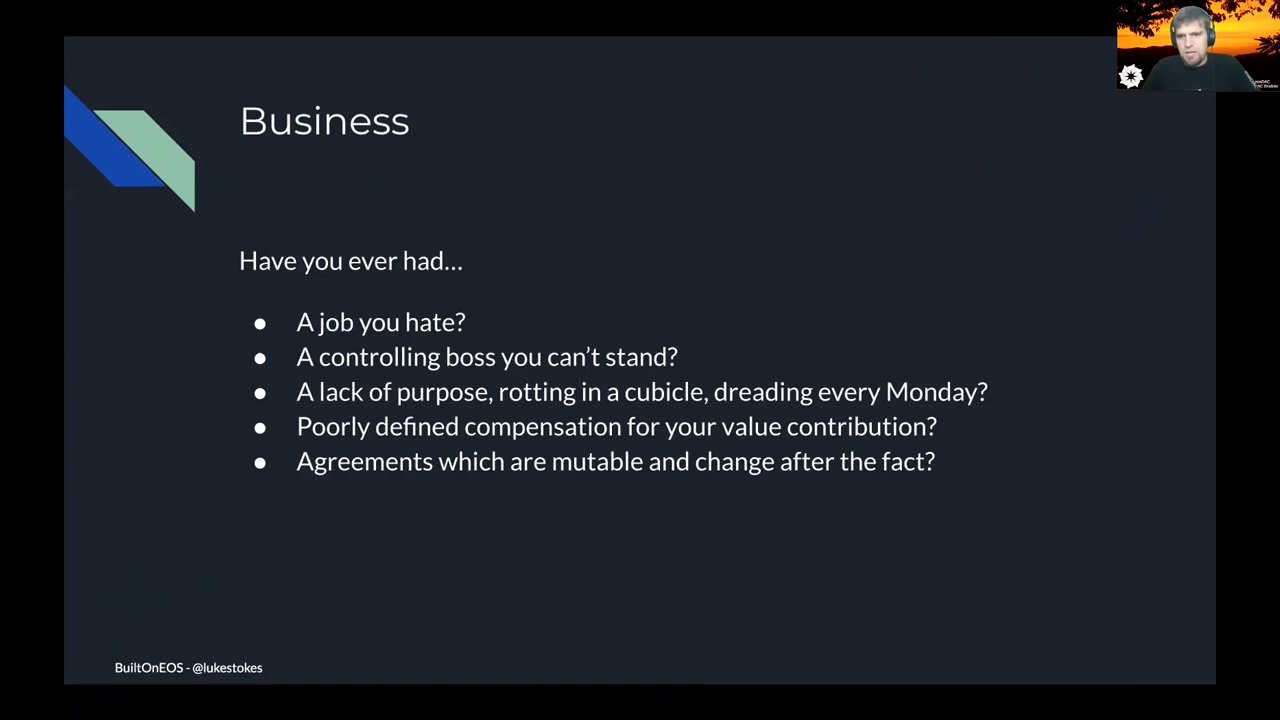 Business
Have you ever had...
● A job you hate?
● A controlling boss you can't stand?
● A lack of purpose, rotting in a cubicle, dreading every Monday?
● Poorly defined compensation for your value contribution?
● Agreements which are mutable and change after the fact?
BuiltOnEOS - @lukestokes